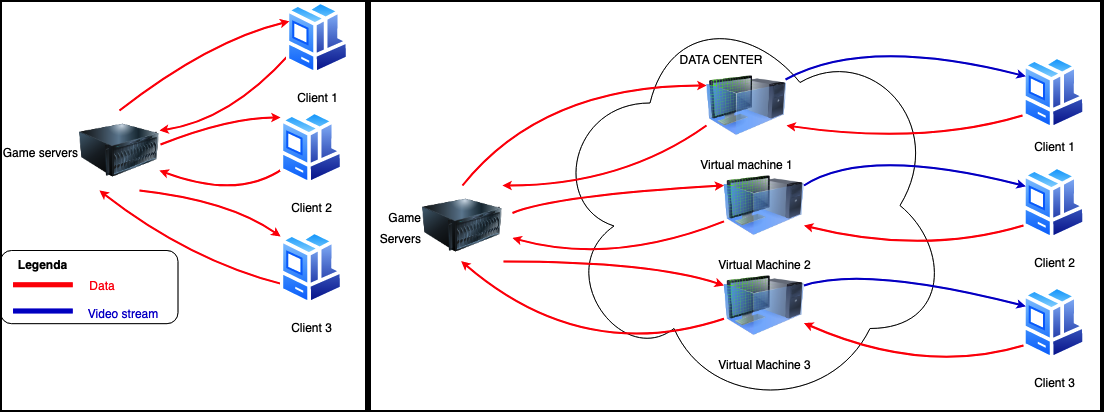 Client 1
Game servers
Client 2
Client 3
Legenda
Data
Video stream
DATA CENTER
Virtual machine 1
Client 1
Game
Servers
Virtual Machine 2
Client 2
Virtual Machine 3
Client 3